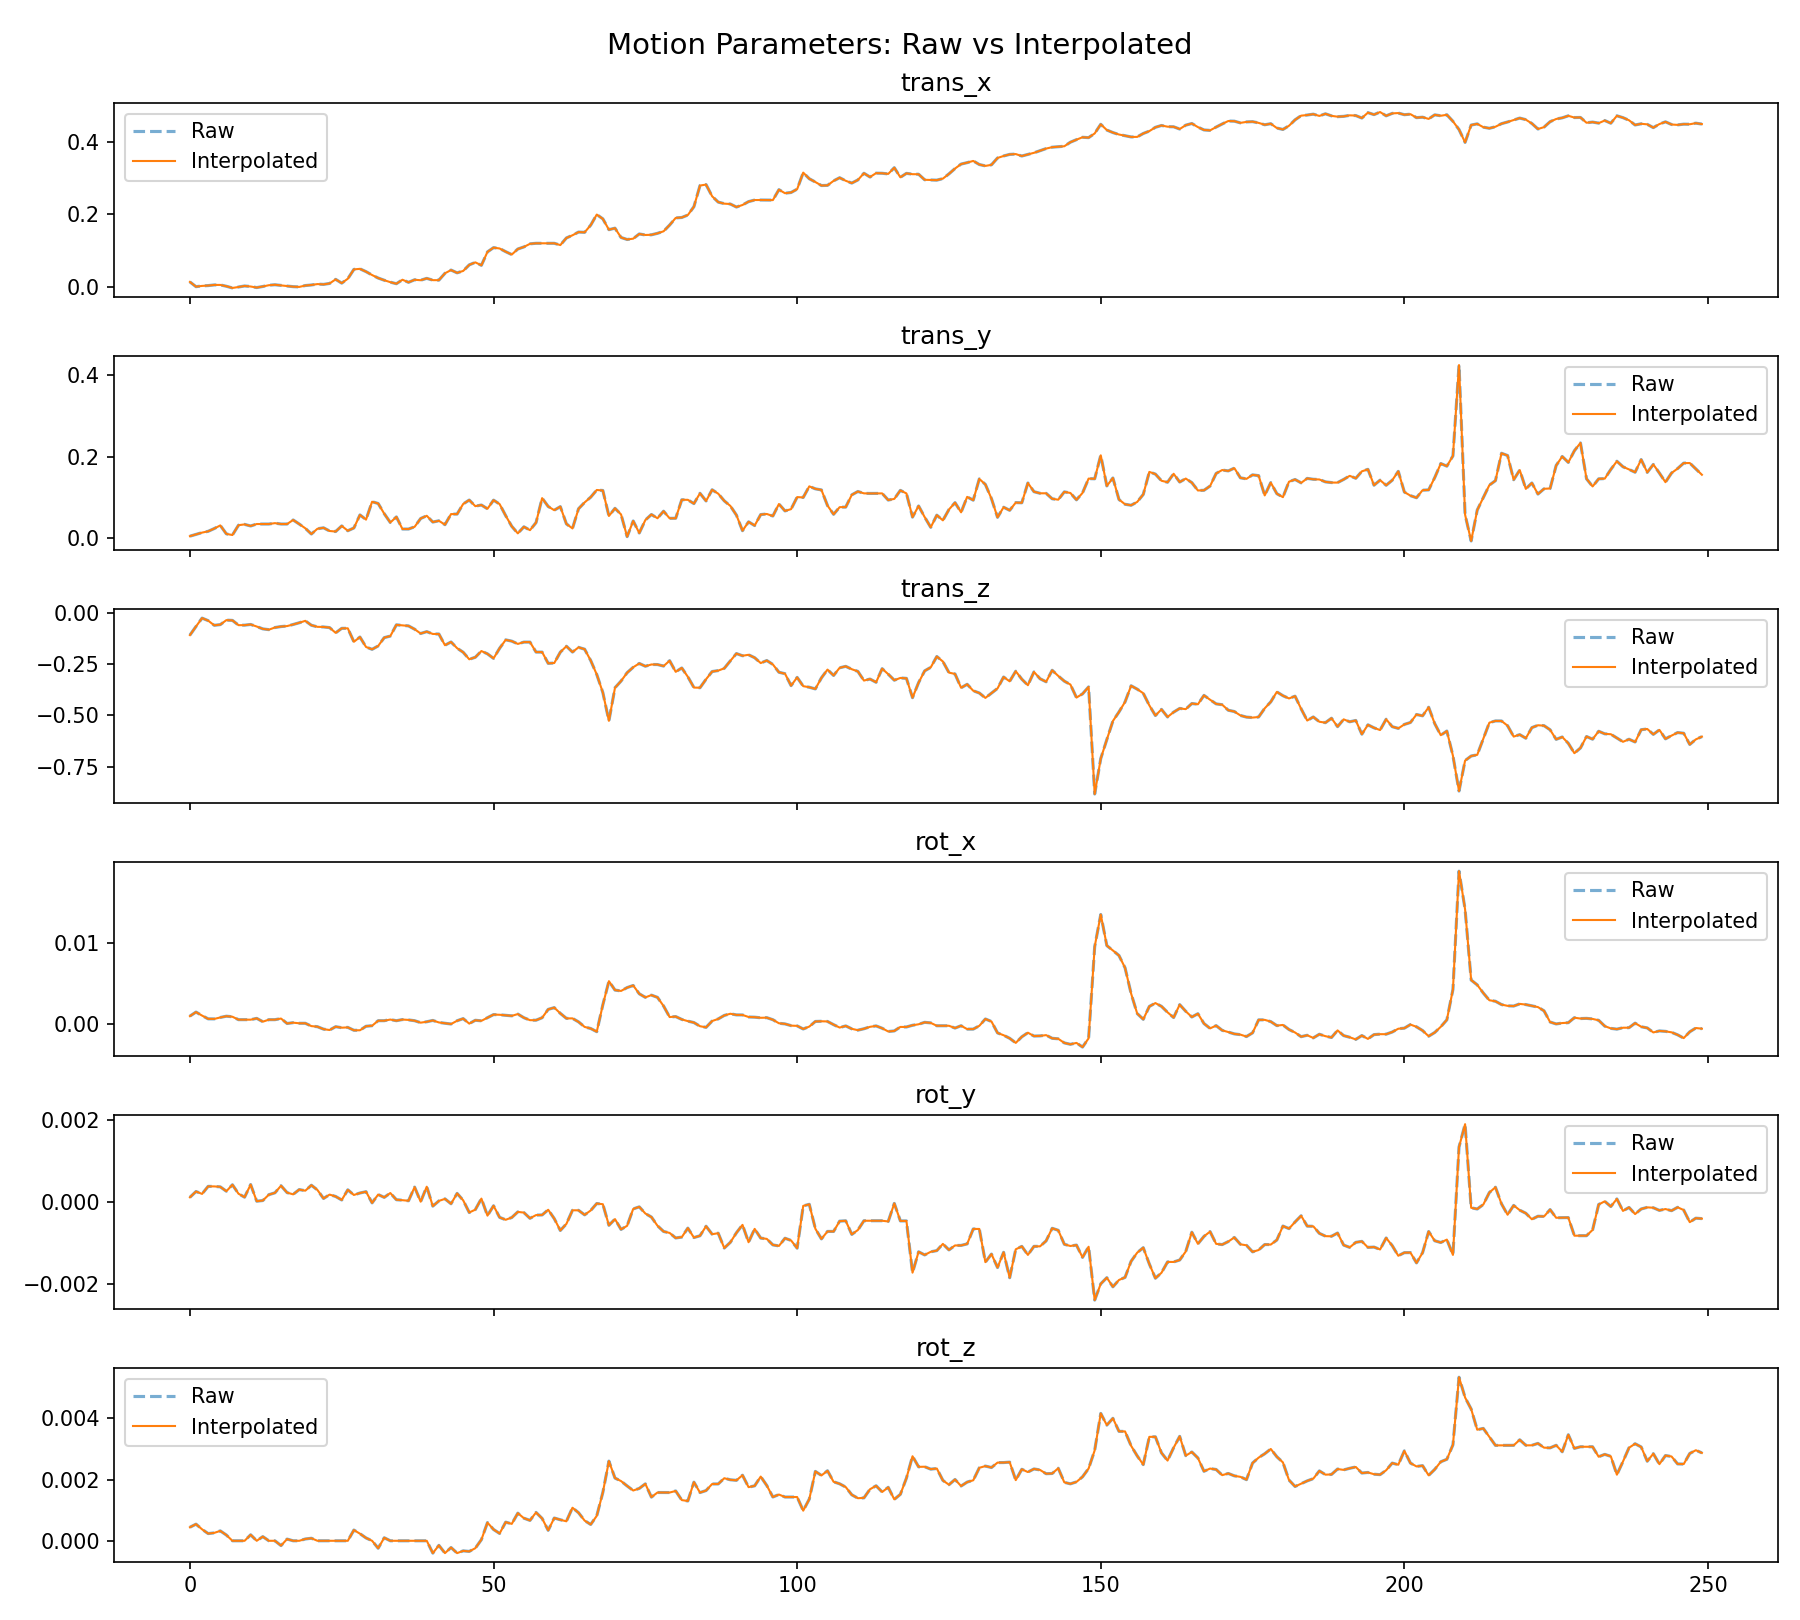 Motion Parameters: Raw vs Interpolated
trans_x
0.4
0.2
0.0
Raw
Interpolated
trans_y
0.4
0.2
0.0
Raw
Interpolated
trans_z
0.00
−0.25
−0.50
−0.75
Raw
Interpolated
rot_x
0.01
0.00
Raw
Interpolated
rot_y
0.002
0.000
−0.002
Raw
Interpolated
rot_z
0.004
0.002
0.000
Raw
Interpolated
0 50 100 150 200 250